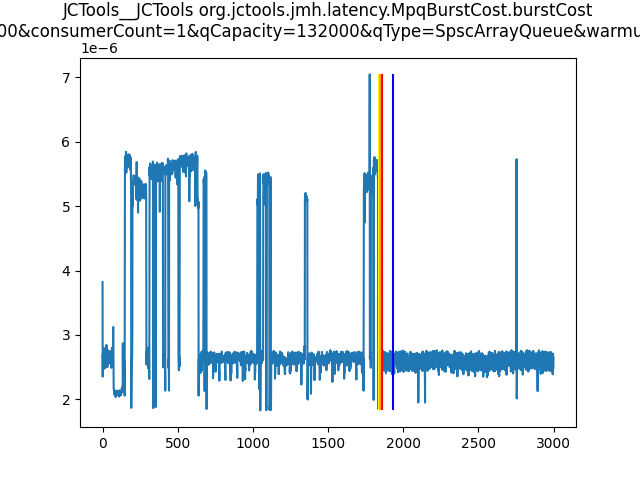 JCTools__JCTools org.jctools.jmh.latency.MpqBurstCost.burstCost
00&consumerCount=1&qCapacity=132000&qType=SpscArrayQueue&warmu
1e−6
7
6
5
4
3
2
0 500 1000 1500 2000 2500 3000